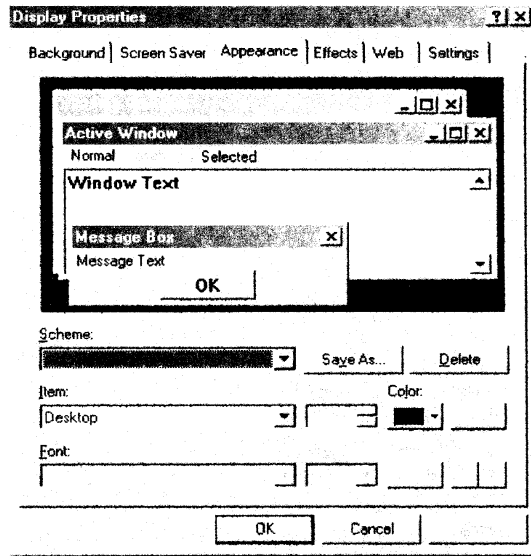 Display Properties
Background Screen Saver Appearance Effects Web Settings
Active Window
Normal Selected
Window Text
Message Box
Message Text
OK
Scheme:
Save As... Delete
Item: Color:
Desktop
Font:
OK Cancel